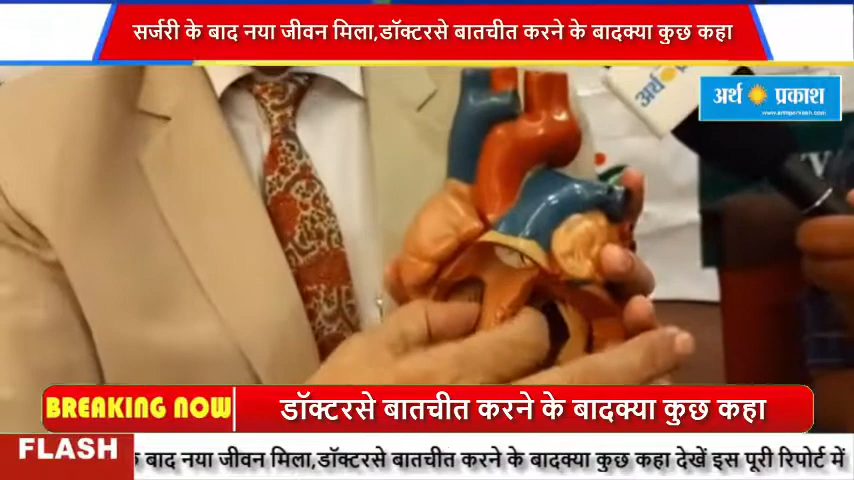 सर्जरी के बाद नया जीवन मिला,डॉक्टरसे बातचीत करने के बादक्या कुछ कहा
अर्थ प्रकाश
BREAKING NOW
डॉक्टरसे बातचीत करने के बादक्या कुछ कहा
FLASH
बाद नया जीवन मिला,डॉक्टरसे बातचीत करने के बादक्या कुछ कहा देखें इस पूरी रिपोर्ट में